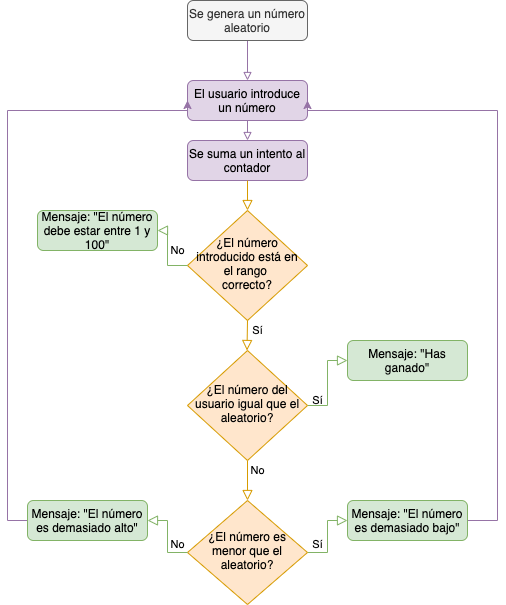 Se genera un número
aleatorio
El usuario introduce
un número
Se suma un intento al
contador
Mensaje: "El número
debe estar entre 1 y
100"
No
¿El número
introducido está en
el rango
correcto?
Sí
Mensaje: "Has
ganado"
¿El número del
usuario igual que el
aleatorio?
Sí
No
Mensaje: "El número
es demasiado alto"
No
¿El número es
menor que el
aleatorio?
Sí
Mensaje: "El número
es demasiado bajo"